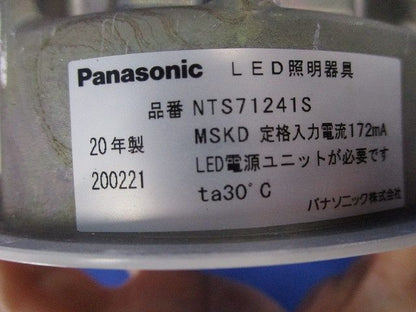 Panasonic LED照明器具
品番 NTS71241S
20年製 MSKD 定格入力電流172mA
200221 LED電源ユニットが必要です
ta30°C
パナソニック株式会社